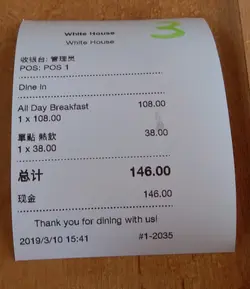 3
White House
White House
收银台: 管理员
POS: POS 1
Dine In
All Day Breakfast 108.00
1 x 108.00
單點 熱飲 38.00
1 x 38.00
总计 146.00
现金 146.00
Thank you for dining with us!
2019/3/10 15:41 #1-2035